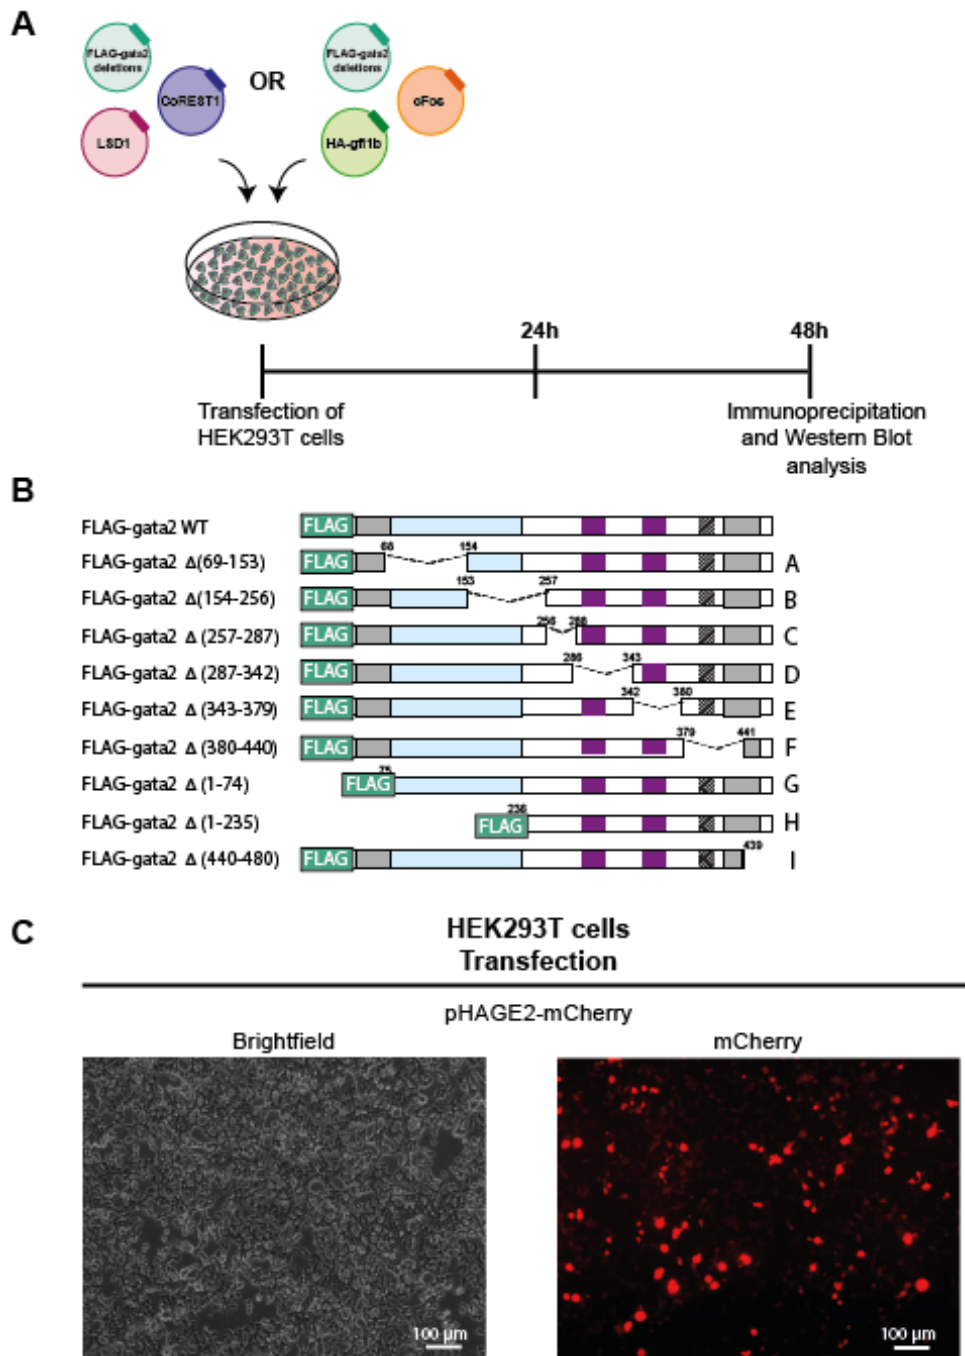 A
FLAG-gata2
deletions
CoREST1
LSD1
OR
FLAG-gata2
deletions
cFos
HA-gfi1b
24h
48h
Transfection of
HEK293T cells
Immunoprecipitation
and Western Blot
analysis
B
FLAG-gata2 WT
FLAG
FLAG-gata2 Δ(69-153)
FLAG
68
154
A
FLAG-gata2 Δ(154-256)
FLAG
153
257
B
FLAG-gata2 Δ (257-287)
FLAG
256
288
C
FLAG-gata2 Δ (287-342)
FLAG
286
343
D
FLAG-gata2 Δ (343-379)
FLAG
342
380
E
FLAG-gata2 Δ (380-440)
FLAG
379
441
F
FLAG-gata2 Δ (1-74)
FLAG
75
G
FLAG-gata2 Δ (1-235)
FLAG
236
H
FLAG-gata2 Δ (440-480)
FLAG
439
I
C
HEK293T cells
Transfection
pHAGE2-mCherry
Brightfield
mCherry
100 µm
100 µm